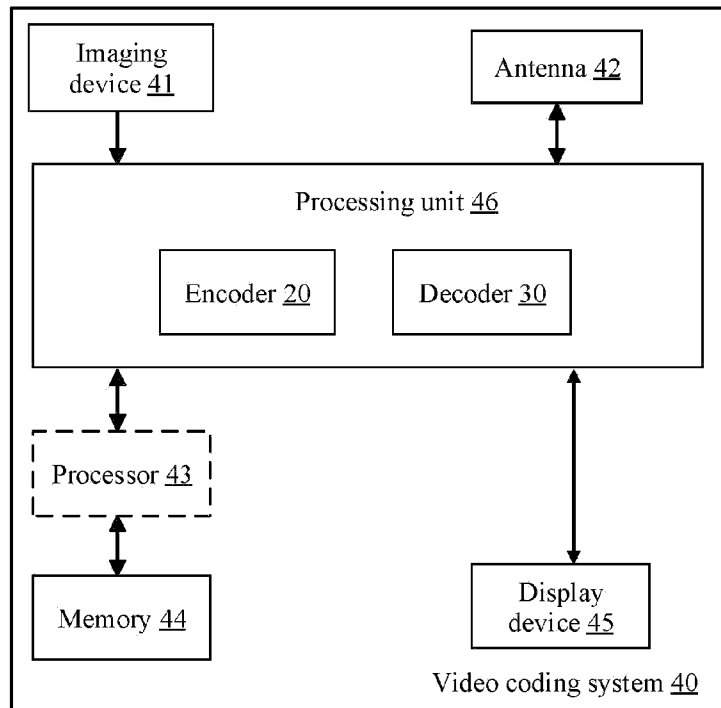 Imaging
device 41
Antenna 42
Processing unit 46
Encoder 20
Decoder 30
Processor 43
Memory 44
Display
device 45
Video coding system 40